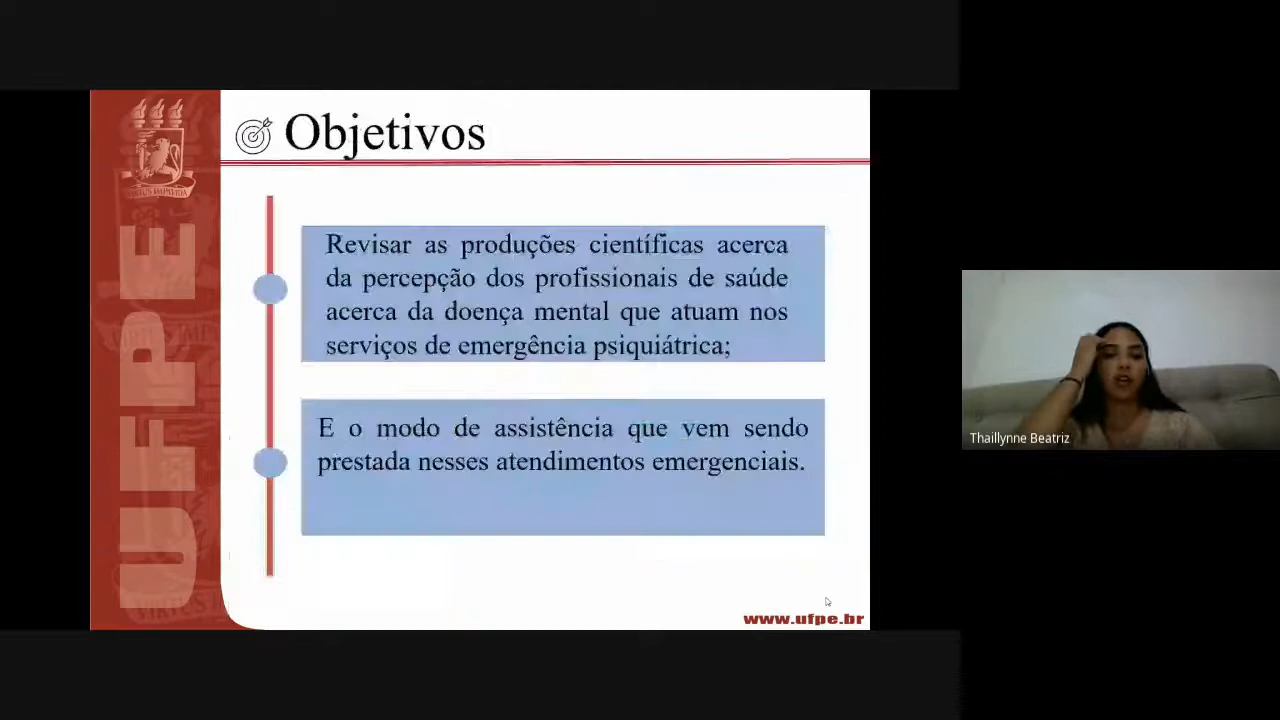 Objetivos
Revisar as produções científicas acerca
da percepção dos profissionais de saúde
acerca da doença mental que atuam nos
serviços de emergência psiquiátrica;
E o modo de assistência que vem sendo
prestada nesses atendimentos emergenciais.
UFPE
www.ufpe.br
Thaillynne Beatriz